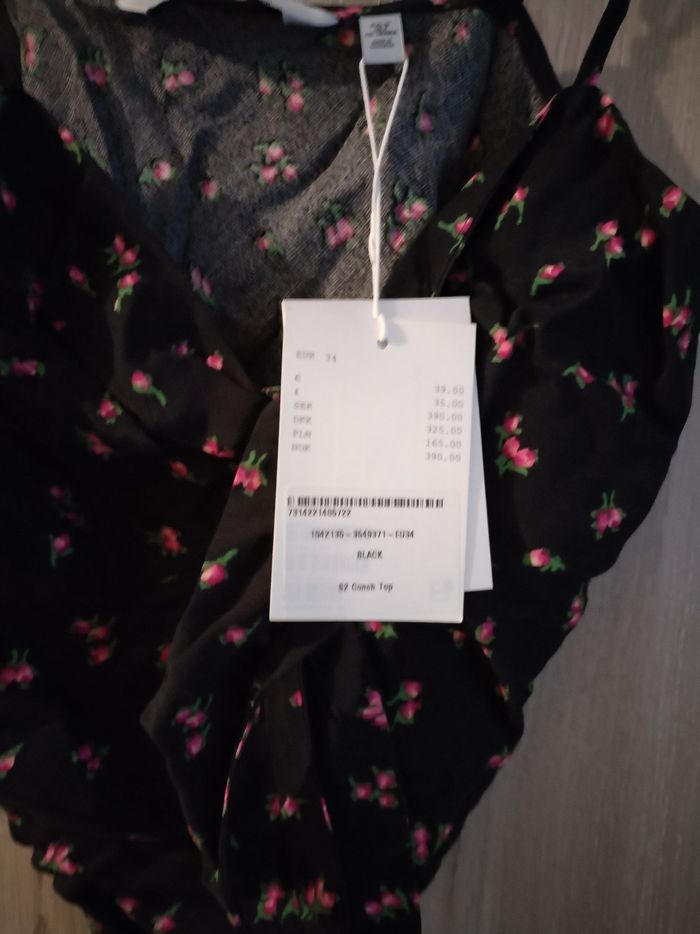 EUR 34
€ 39.00
£ 35.00
SEK 390.00
DKK 325.00
PLN 165.00
NOK 390.00
7314221405722
1042135-3549371-EU34
BLACK
S2 Conch Top